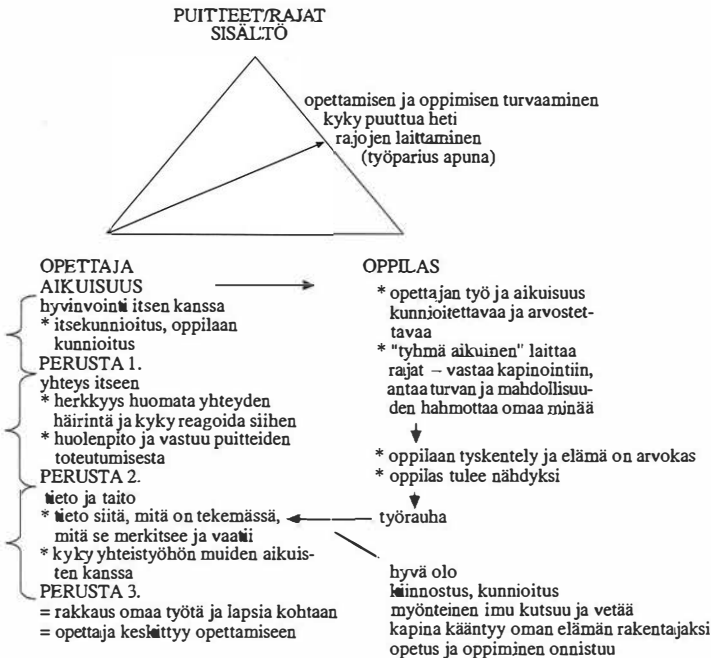 PUITTEET/RAJAT
SISÄLTÖ
opettamisen ja oppimisen turvaaminen
kyky puuttua heti
rajojen laittaminen
(työparius apuna)
OPETTAJA
AIKUISUUS
hyvinvointi itsen kanssa
* itsekunnioitus, oppilaan
kunnioitus
PERUSTA 1.
yhteys itseen
* herkkyys huomata yhteyden
häirintä ja kyky reagoida siihen
* huolenpito ja vastuu puitteiden
toteutumisesta
PERUSTA 2.
tieto ja taito
* tieto siitä, mitä on tekemässä,
mitä se merkitsee ja vaatii
* kyky yhteistyöhön muiden aikuis-
ten kanssa
PERUSTA 3.
= rakkaus omaa työtä ja lapsia kohtaan
= opettaja keskittyy opettamiseen
OPPILAS
* opettajan työ ja aikuisuus
kunnioitettavaa ja arvostet-
tavaa
* "tyhmä aikuinen" laittaa
rajat – vastaa kapinointiin,
antaa turvan ja mahdollisuu-
den hahmottaa omaa minää
* oppilaan tyskentely ja elämä on arvokas
* oppilas tulee nähdyksi
työrauha
hyvä olo
kiinnostus, kunnioitus
myönteinen imu kutsuu ja vetää
kapina kääntyy oman elämän rakentajaksi
opetus ja oppiminen onnistuu